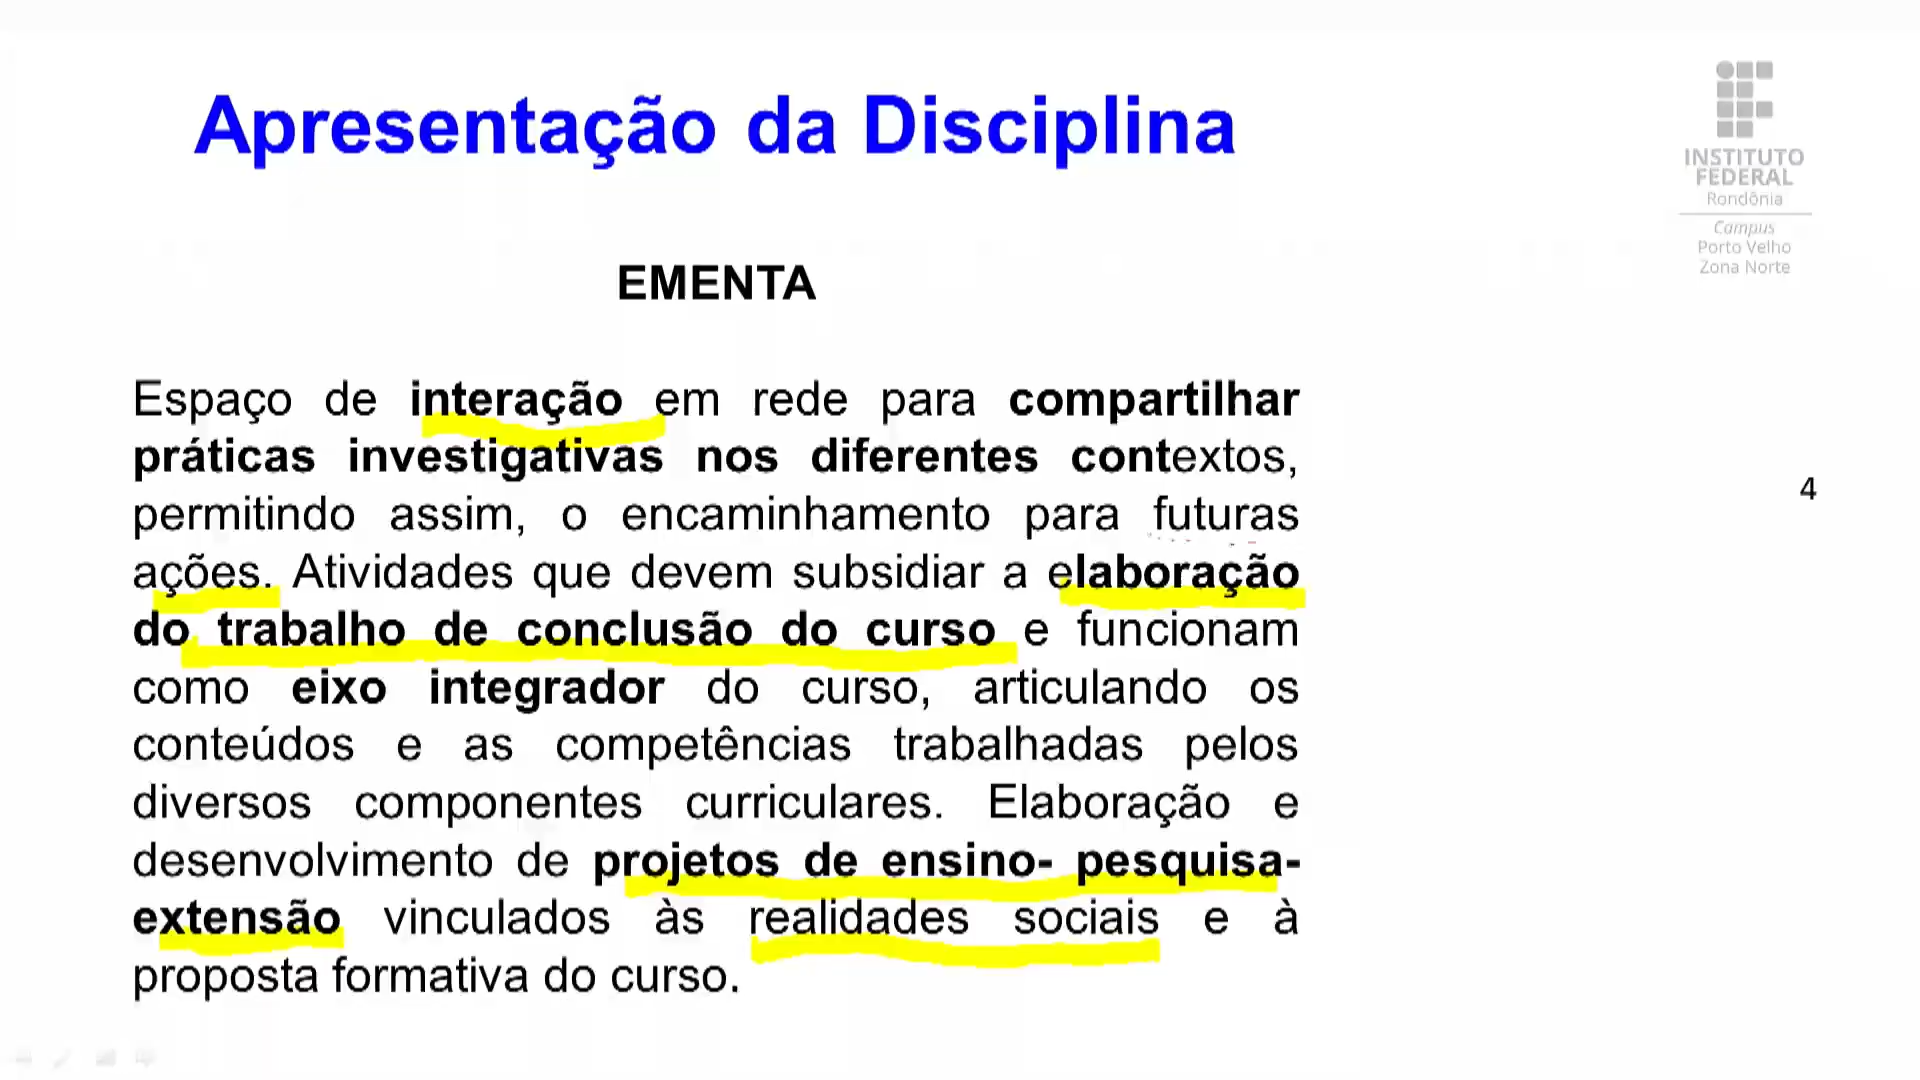 Apresentação da Disciplina
INSTITUTO
FEDERAL
Rondônia
Campus
Porto Velho
Zona Norte
EMENTA
Espaço de interação em rede para compartilhar
práticas investigativas nos diferentes contextos,
permitindo assim, o encaminhamento para futuras
ações. Atividades que devem subsidiar a elaboração
do trabalho de conclusão do curso e funcionam
como eixo integrador do curso, articulando os
conteúdos e as competências trabalhadas pelos
diversos componentes curriculares. Elaboração e
desenvolvimento de projetos de ensino- pesquisa-
extensão vinculados às realidades sociais e à
proposta formativa do curso.
4